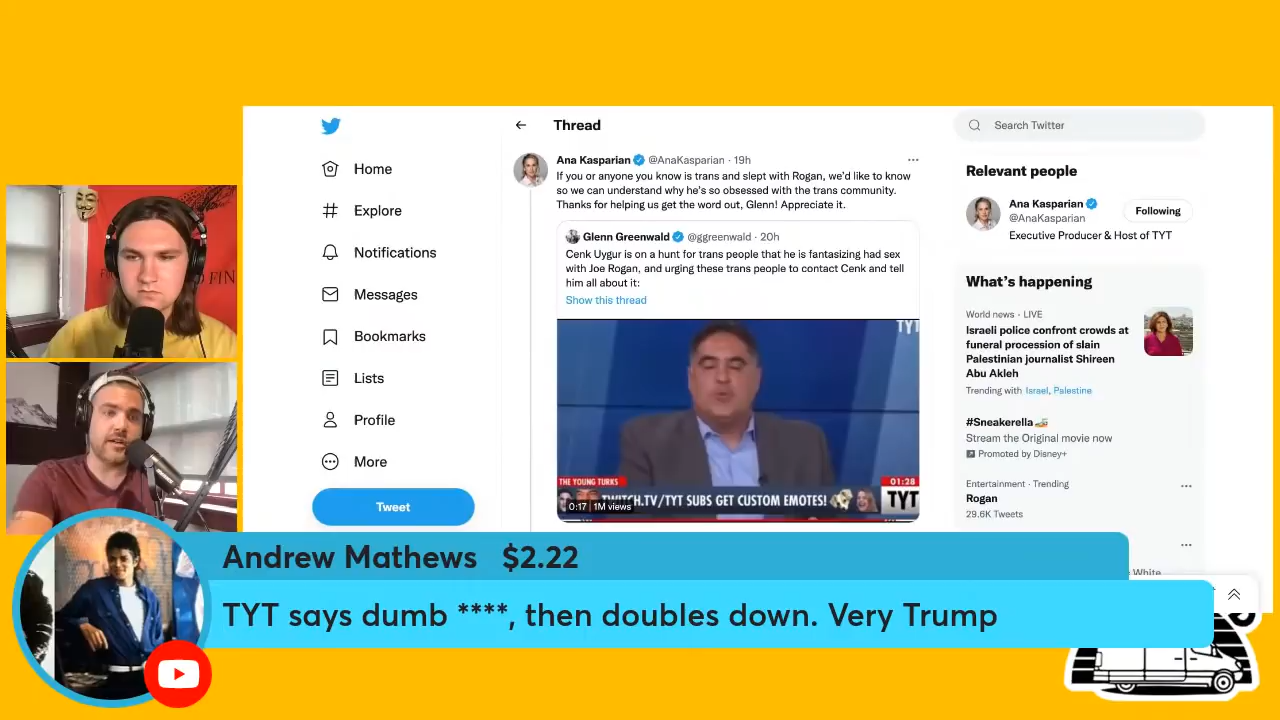 Thread
Search Twitter
Home
Explore
Notifications
Messages
Bookmarks
Lists
Profile
More
Tweet
Ana Kasparian @AnaKasparian · 19h
If you or anyone you know is trans and slept with Rogan, we'd like to know
so we can understand why he's so obsessed with the trans community.
Thanks for helping us get the word out, Glenn! Appreciate it.
Glenn Greenwald @ggreenwald · 20h
Cenk Uygur is on a hunt for trans people that he is fantasizing had sex
with Joe Rogan, and urging these trans people to contact Cenk and tell
him all about it:
Show this thread
TYT
THE YOUNG TURKS
01:28
TWITCH.TV/TYT SUBS GET CUSTOM EMOTES!
TYT
0:17 1M views
Relevant people
Ana Kasparian
@AnaKasparian
Following
Executive Producer & Host of TYT
What's happening
World news · LIVE
Israeli police confront crowds at
funeral procession of slain
Palestinian journalist Shireen
Abu Akleh
Trending with Israel, Palestine
#Sneakerella
Stream the Original movie now
Promoted by Disney+
Entertainment · Trending
Rogan
29.6K Tweets
White
FIN
Andrew Mathews $2.22
TYT says dumb ****, then doubles down. Very Trump